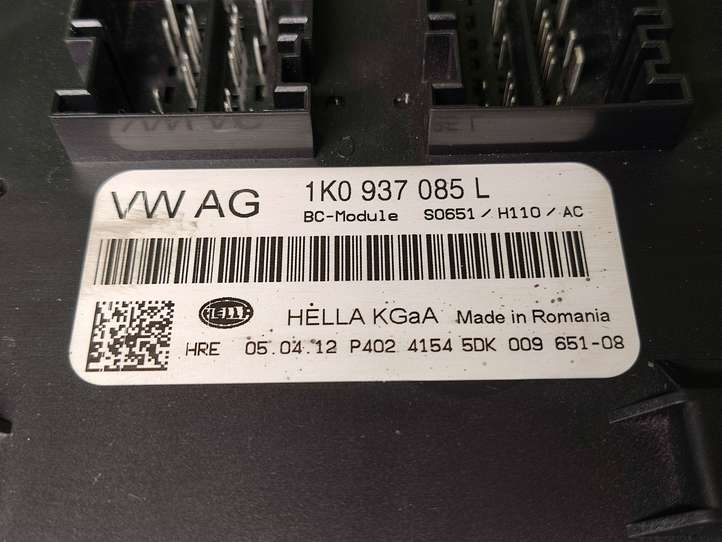 VW AG 1K0 937 085 L
BC-Module S0651 / H110 / AC
HELLA HELLA KGaA Made in Romania
HRE 05.04.12 P402 4154 5DK 009 651-08